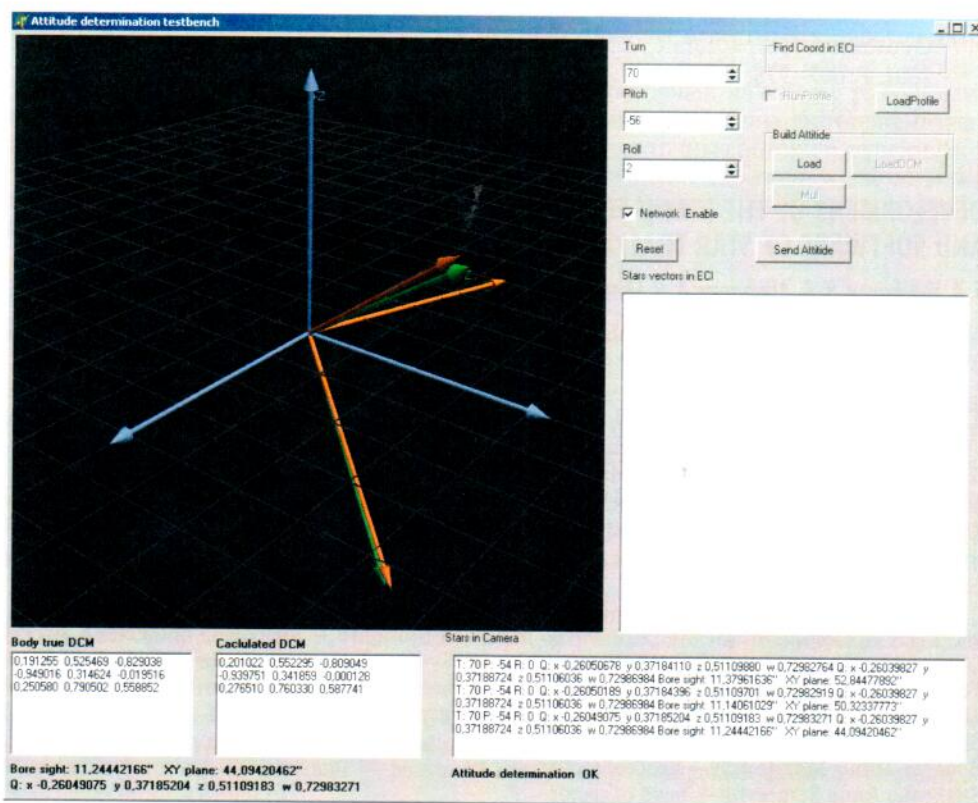 Attitude determination testbench
Turn
70
Pitch
-56
Roll
2
Network Enable
Reset
Find Coord in ECI
RunProfile
LoadProfile
Build Attitide
Load
LoadDCM
Mul
Send Attitide
Stars vectors in ECI
Z
Body true DCM
0,191255 0,525469 -0,829038
-0,949016 0,314624 -0,019516
0,250580 0,790502 0,558852
Caclulated DCM
0,201022 0,552295 -0,809049
-0,939751 0,341859 -0,000128
0,276510 0,760330 0,587741
Stars in Camera
T: 70 P: -54 R: 0 Q: x -0,26050678 y 0,37184110 z 0,51109880 w 0,72982764 Q: x -0,26039827 y
0,37188724 z 0,51106036 w 0,72986984 Bore sight: 11,37961636" XY plane: 52,84477892"
T: 70 P: -54 R: 0 Q: x -0,26050189 y 0,37184396 z 0,51109701 w 0,72982919 Q: x -0,26039827 y
0,37188724 z 0,51106036 w 0,72986984 Bore sight: 11,14061029" XY plane: 50,32337773"
T: 70 P: -54 R: 0 Q: x -0,26049075 y 0,37185204 z 0,51109183 w 0,72983271 Q: x -0,26039827 y
0,37188724 z 0,51106036 w 0,72986984 Bore sight: 11,24442166" XY plane: 44,09420462"
Bore sight: 11,24442166" XY plane: 44,09420462"
Q: x -0,26049075 y 0,37185204 z 0,51109183 w 0,72983271
Attitude determination OK